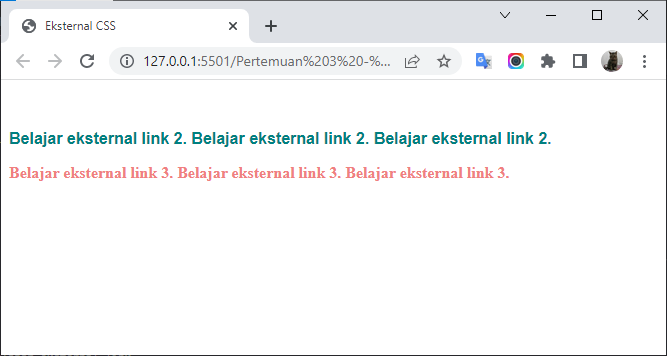 Eksternal CSS
127.0.0.1:5501/Pertemuan%203%20-%...
Belajar eksternal link 2. Belajar eksternal link 2. Belajar eksternal link 2.
Belajar eksternal link 3. Belajar eksternal link 3. Belajar eksternal link 3.